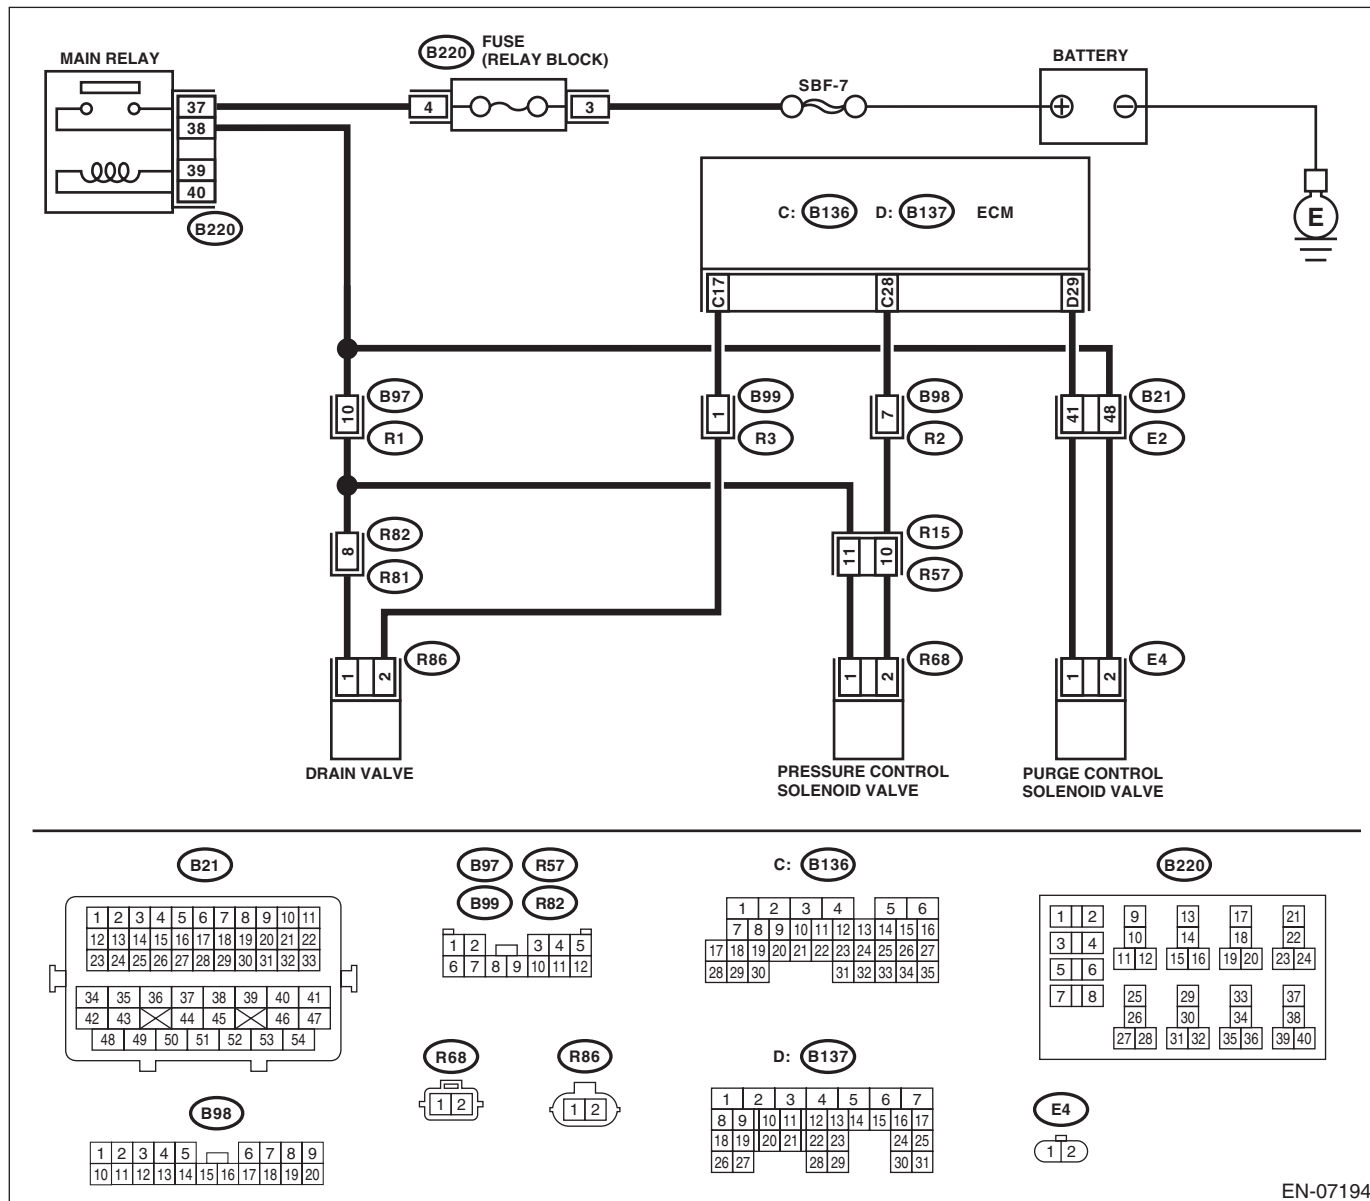 MAIN RELAY
B220
FUSE
(RELAY BLOCK)
BATTERY
SBF-7
37
38
39
40
4
3
B220
E
C: B136 D: B137 ECM
C17
C28
D29
10
B97
R1
1
B99
R3
7
B98
R2
41
48
B21
E2
8
R82
R81
11
10
R15
R57
1 2
R86
1 2
R68
1 2
E4
DRAIN VALVE
PRESSURE CONTROL
SOLENOID VALVE
PURGE CONTROL
SOLENOID VALVE
B21
1 2 3 4 5 6 7 8 9 10 11
12 13 14 15 16 17 18 19 20 21 22
23 24 25 26 27 28 29 30 31 32 33
34 35 36 37 38 39 40 41
42 43 44 45 46 47
48 49 50 51 52 53 54
B98
1 2 3 4 5 6 7 8 9
10 11 12 13 14 15 16 17 18 19 20
B97 R57
B99 R82
1 2 3 4 5
6 7 8 9 10 11 12
R68
1 2
R86
1 2
C: B136
1 2 3 4 5 6
7 8 9 10 11 12 13 14 15 16
17 18 19 20 21 22 23 24 25 26 27
28 29 30 31 32 33 34 35
D: B137
1 2 3 4 5 6 7
8 9 10 11 12 13 14 15 16 17
18 19 20 21 22 23 24 25
26 27 28 29 30 31
B220
1 2 9 13 17 21
3 4 10 14 18 22
11 12 15 16 19 20 23 24
5 6
7 8 25 29 33 37
26 30 34 38
27 28 31 32 35 36 39 40
E4
1 2
EN-07194